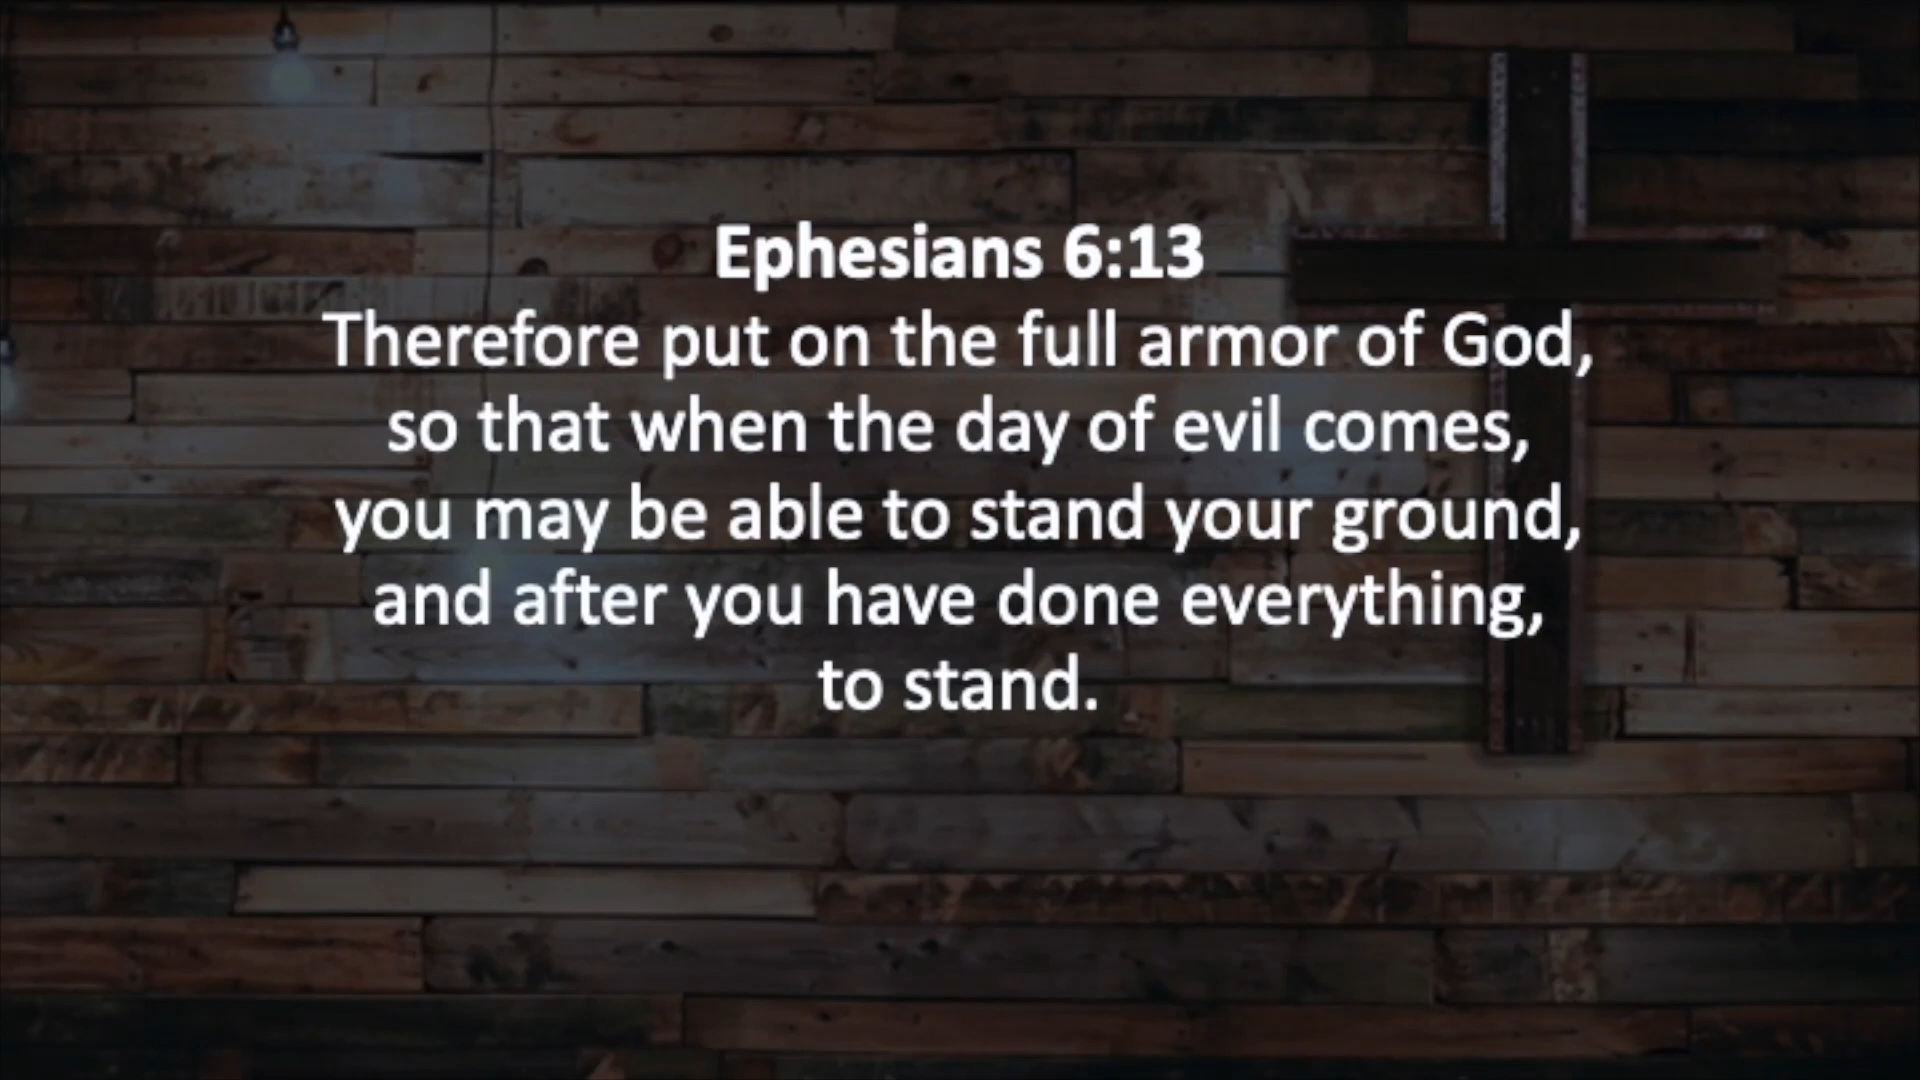 Ephesians 6:13
Therefore put on the full armor of God,
so that when the day of evil comes,
you may be able to stand your ground,
and after you have done everything,
to stand.